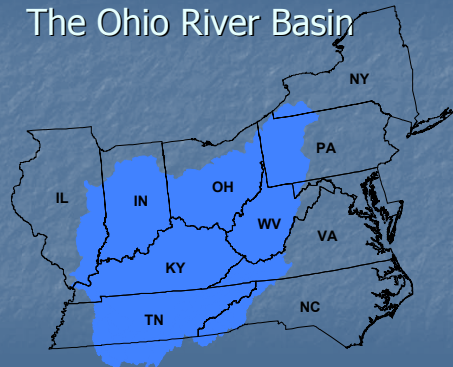 The Ohio River Basin
NY
PA
IL
IN
OH
WV
VA
KY
NC
TN